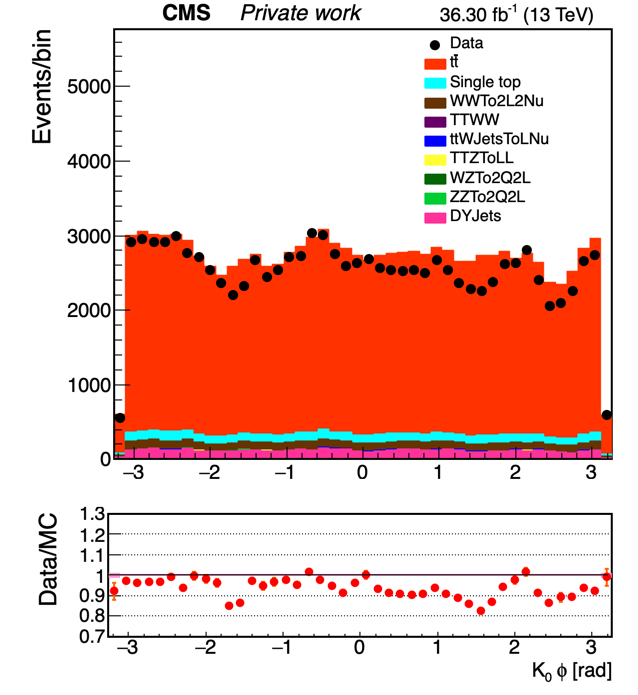 CMS Private work 36.30 fb⁻¹ (13 TeV)
Events/bin
5000
4000
3000
2000
1000
0
Data
tt̄
Single top
WWTo2L2Nu
TTWW
ttWJetsToLNu
TTZToLL
WZTo2Q2L
ZZTo2Q2L
DYJets
−3 −2 −1 0 1 2 3
Data/MC
1.3
1.2
1.1
1
0.9
0.8
0.7
−3 −2 −1 0 1 2 3
K₀ ϕ [rad]